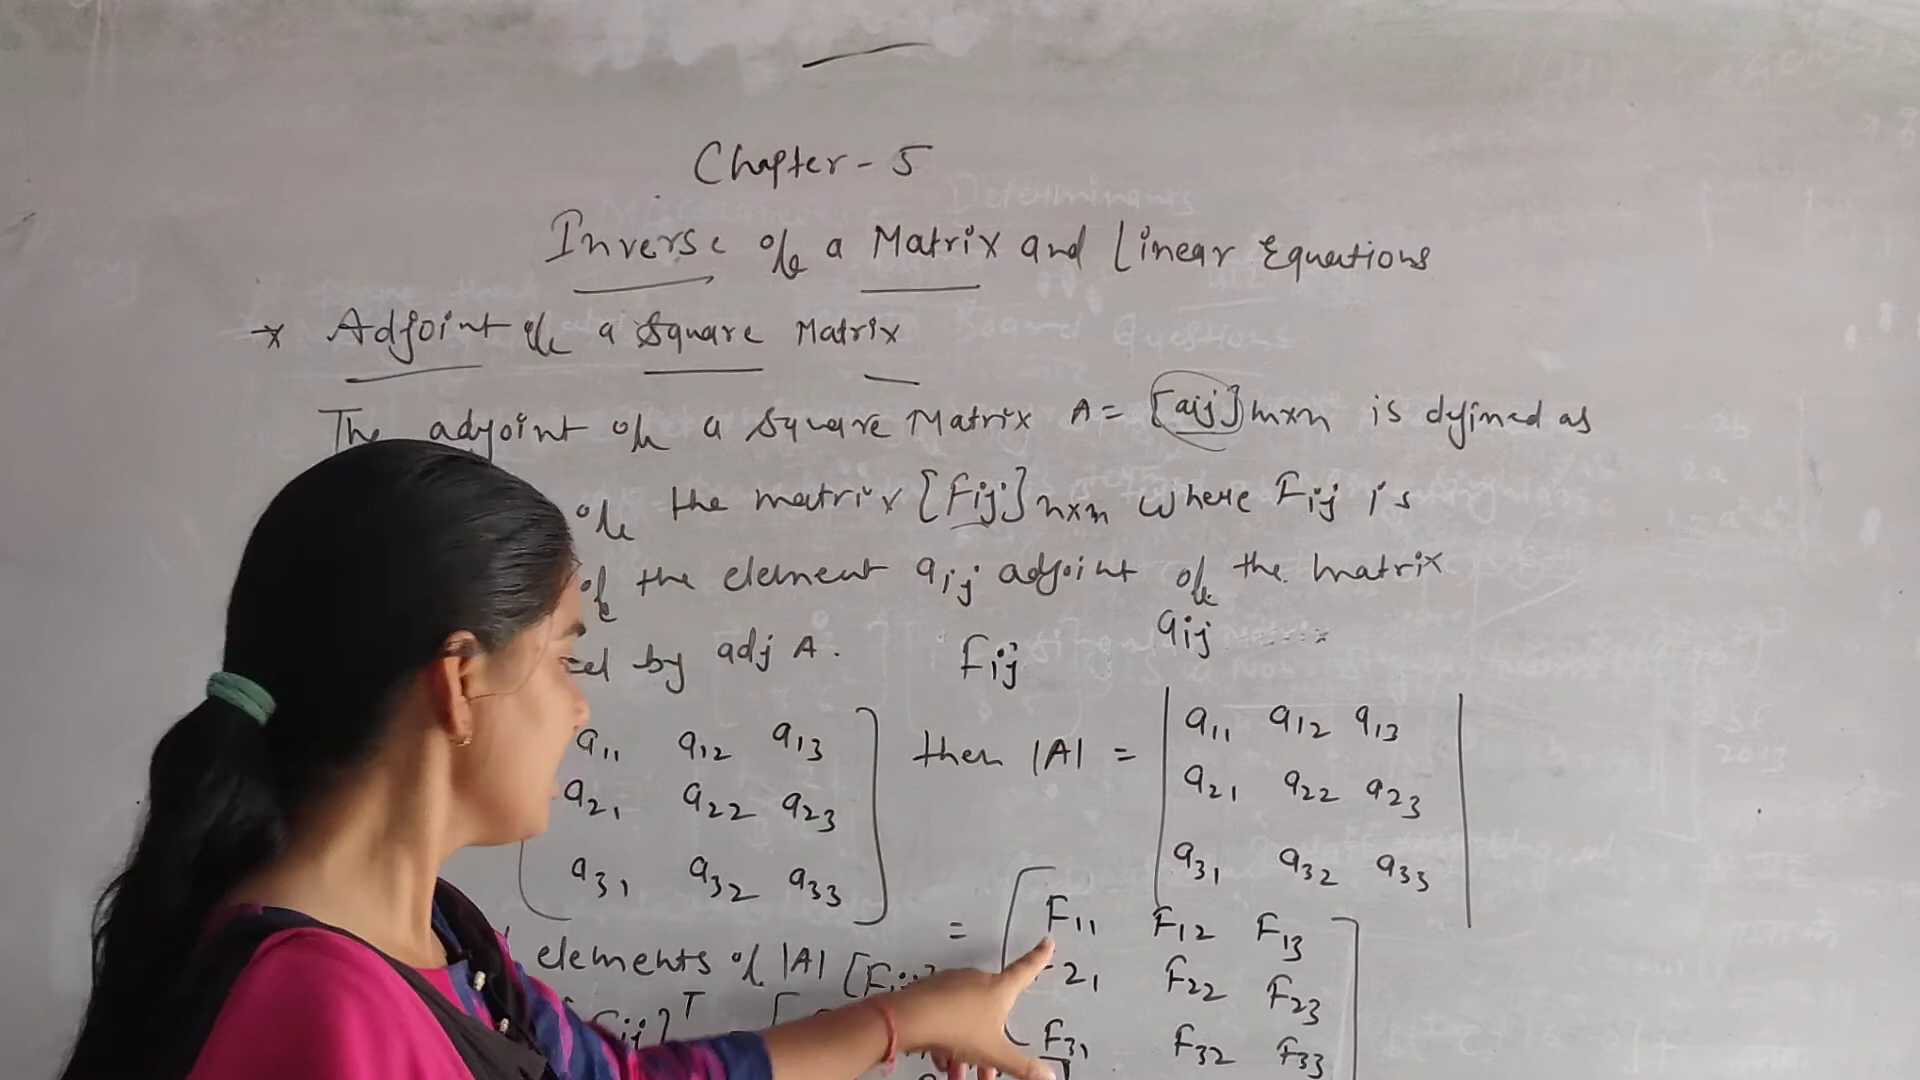 Chapter - 5
Inverse of a Matrix and Linear Equations
* Adjoint of a Square Matrix
The adjoint of a Square Matrix A = [aij]mxn is defined as
of the matrix [Fij]nxn where Fij is
of the element aij adjoint of the matrix
by adj A. Fij aij
a11 a12 a13 then |A| = a11 a12 a13
a21 a22 a23 a21 a22 a23
a31 a32 a33 a31 a32 a33
= F11 F12 F13
elements of |A| [Fij] 21 F22 F23
ij]T F31 F32 F33